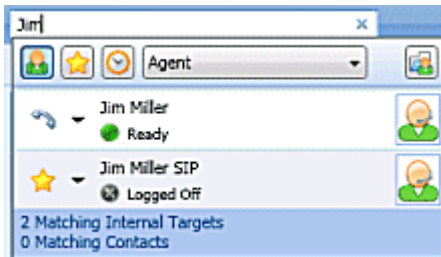 Jim
Agent
Jim Miller
Ready
Jim Miller SIP
Logged Off
2 Matching Internal Targets
0 Matching Contacts